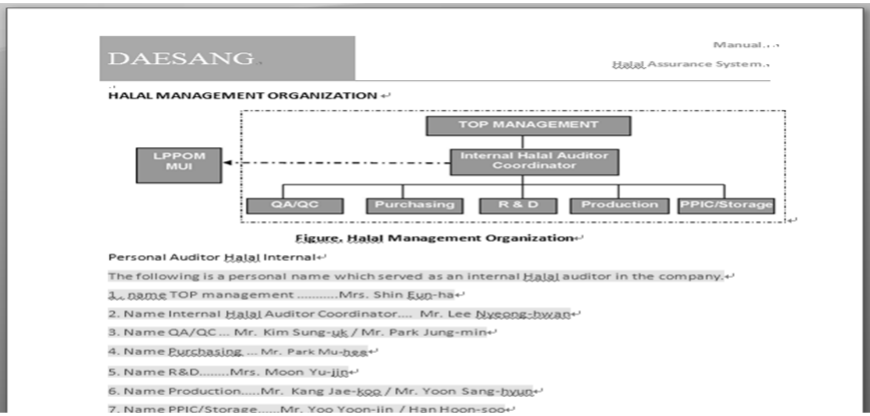 DAESANG
Manual..
Halal Assurance System.
HALAL MANAGEMENT ORGANIZATION
TOP MANAGEMENT
LPPOM
MUI
Internal Halal Auditor
Coordinator
QA/QC Purchasing R & D Production PPIC/Storage
Figure. Halal Management Organization
Personal Auditor Halal Internal
The following is a personal name which served as an internal Halal auditor in the company.
1.. name TOP management ...........Mrs. Shin Eun-ha
2. Name Internal Halal Auditor Coordinator.... Mr. Lee Nyeong-hwan
3. Name QA/QC ... Mr. Kim Sung-uk / Mr. Park Jung-min
4. Name Purchasing ... Mr. Park Mu-hee
5. Name R&D........Mrs. Moon Yu-jin
6. Name Production.....Mr. Kang Jae-koo / Mr. Yoon Sang-hyun
7. Name PPIC/Storage......Mr. Yoo Yoon-jin / Han Hoon-soo